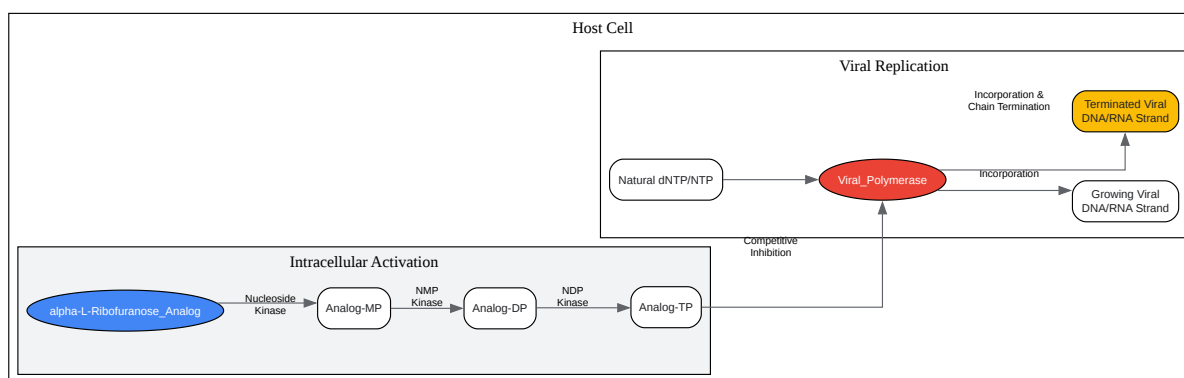 Host Cell
Viral Replication
Incorporation &
Chain Termination
Terminated Viral
DNA/RNA Strand
Natural dNTP/NTP
Viral_Polymerase
Incorporation
Growing Viral
DNA/RNA Strand
Competitive
Inhibition
Intracellular Activation
alpha-L-Ribofuranose_Analog
Nucleoside
Kinase
Analog-MP
NMP
Kinase
Analog-DP
NDP
Kinase
Analog-TP